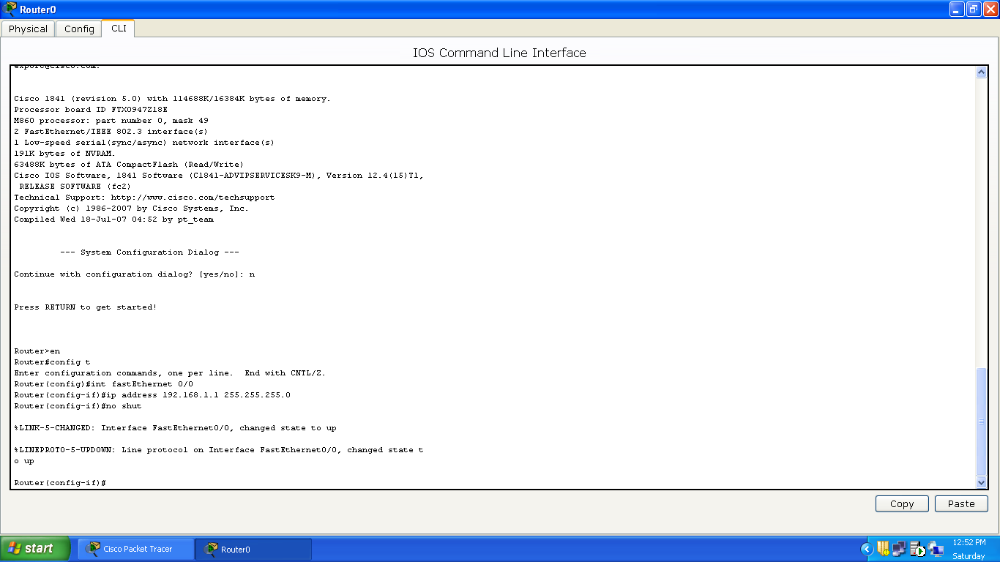 Router0
Physical Config CLI
IOS Command Line Interface
export@cisco.com.
Cisco 1841 (revision 5.0) with 114688K/16384K bytes of memory.
Processor board ID FTX0947Z18E
M860 processor: part number 0, mask 49
2 FastEthernet/IEEE 802.3 interface(s)
1 Low-speed serial(sync/async) network interface(s)
191K bytes of NVRAM.
63488K bytes of ATA CompactFlash (Read/Write)
Cisco IOS Software, 1841 Software (C1841-ADVIPSERVICESK9-M), Version 12.4(15)T1,
 RELEASE SOFTWARE (fc2)
Technical Support: http://www.cisco.com/techsupport
Copyright (c) 1986-2007 by Cisco Systems, Inc.
Compiled Wed 18-Jul-07 04:52 by pt_team
--- System Configuration Dialog ---
Continue with configuration dialog? [yes/no]: n
Press RETURN to get started!
Router>en
Router#config t
Enter configuration commands, one per line.  End with CNTL/Z.
Router(config)#int fastEthernet 0/0
Router(config-if)#ip address 192.168.1.1 255.255.255.0
Router(config-if)#no shut
%LINK-5-CHANGED: Interface FastEthernet0/0, changed state to up
%LINEPROTO-5-UPDOWN: Line protocol on Interface FastEthernet0/0, changed state t
o up
Router(config-if)#
Copy Paste
start Cisco Packet Tracer Router0 12:52 PM
Saturday